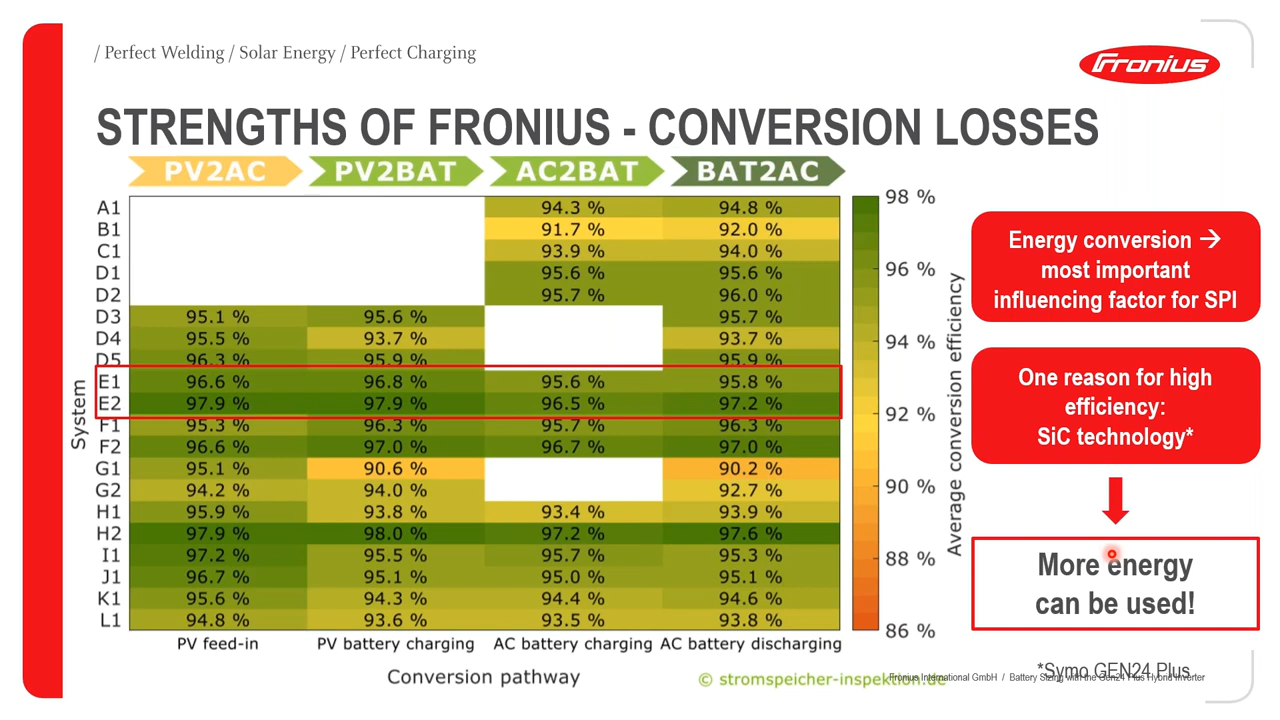 / Perfect Welding / Solar Energy / Perfect Charging
Fronius
STRENGTHS OF FRONIUS - CONVERSION LOSSES
PV2AC PV2BAT AC2BAT BAT2AC
A1 94.3 % 94.8 %
B1 91.7 % 92.0 %
C1 93.9 % 94.0 %
D1 95.6 % 95.6 %
D2 95.7 % 96.0 %
D3 95.1 % 95.6 % 95.7 %
D4 95.5 % 93.7 % 93.7 %
D5 96.3 % 95.9 % 95.9 %
E1 96.6 % 96.8 % 95.6 % 95.8 %
E2 97.9 % 97.9 % 96.5 % 97.2 %
F1 95.3 % 96.3 % 95.7 % 96.3 %
F2 96.6 % 97.0 % 96.7 % 97.0 %
G1 95.1 % 90.6 % 90.2 %
G2 94.2 % 94.0 % 92.7 %
H1 95.9 % 93.8 % 93.4 % 93.9 %
H2 97.9 % 98.0 % 97.2 % 97.6 %
I1 97.2 % 95.5 % 95.7 % 95.3 %
J1 96.7 % 95.1 % 95.0 % 95.1 %
K1 95.6 % 94.3 % 94.4 % 94.6 %
L1 94.8 % 93.6 % 93.5 % 93.8 %
System
PV feed-in PV battery charging AC battery charging AC battery discharging
Conversion pathway
© stromspeicher-inspektion.de
98 %
96 %
94 %
92 %
90 %
88 %
86 %
Average conversion efficiency
Energy conversion →
most important
influencing factor for SPI
One reason for high
efficiency:
SiC technology*
More energy
can be used!
*Symo GEN24 Plus
Fronius International GmbH / Battery Sizing with the Gen24 Plus Hybrid Inverter